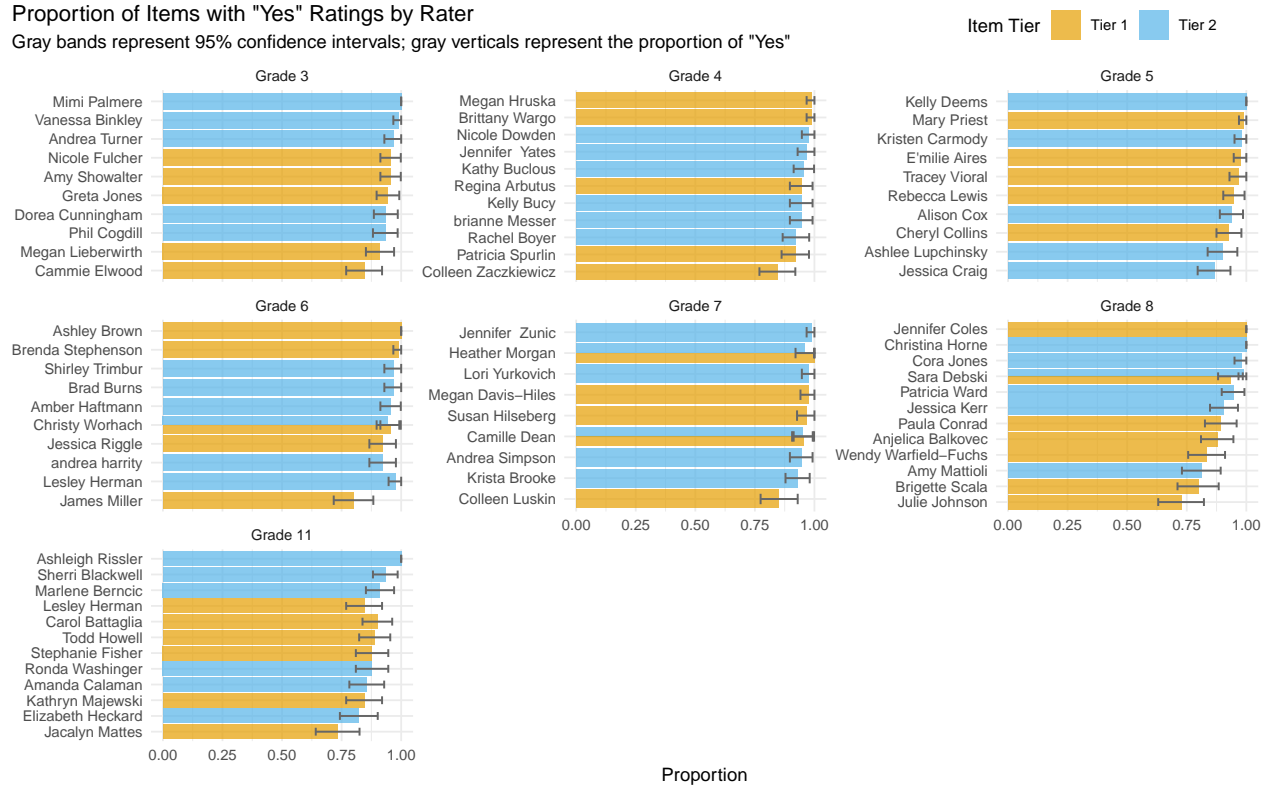 Proportion of Items with "Yes" Ratings by Rater
Gray bands represent 95% confidence intervals; gray verticals represent the proportion of "Yes"
Item Tier Tier 1 Tier 2
Grade 3
Mimi Palmere
Vanessa Binkley
Andrea Turner
Nicole Fulcher
Amy Showalter
Greta Jones
Dorea Cunningham
Phil Cogdill
Megan Lieberwirth
Cammie Elwood
Grade 4
Megan Hruska
Brittany Wargo
Nicole Dowden
Jennifer  Yates
Kathy Buclous
Regina Arbutus
Kelly Bucy
brianne Messer
Rachel Boyer
Patricia Spurlin
Colleen Zaczkiewicz
Grade 5
Kelly Deems
Mary Priest
Kristen Carmody
E'milie Aires
Tracey Vioral
Rebecca Lewis
Alison Cox
Cheryl Collins
Ashlee Lupchinsky
Jessica Craig
Grade 6
Ashley Brown
Brenda Stephenson
Shirley Trimbur
Brad Burns
Amber Haftmann
Christy Worhach
Jessica Riggle
andrea harrity
Lesley Herman
James Miller
Grade 7
Jennifer  Zunic
Heather Morgan
Lori Yurkovich
Megan Davis−Hiles
Susan Hilseberg
Camille Dean
Andrea Simpson
Krista Brooke
Colleen Luskin
0.00 0.25 0.50 0.75 1.00
Grade 8
Jennifer Coles
Christina Horne
Cora Jones
Sara Debski
Patricia Ward
Jessica Kerr
Paula Conrad
Anjelica Balkovec
Wendy Warfield−Fuchs
Amy Mattioli
Brigette Scala
Julie Johnson
0.00 0.25 0.50 0.75 1.00
Grade 11
Ashleigh Rissler
Sherri Blackwell
Marlene Berncic
Lesley Herman
Carol Battaglia
Todd Howell
Stephanie Fisher
Ronda Washinger
Amanda Calaman
Kathryn Majewski
Elizabeth Heckard
Jacalyn Mattes
0.00 0.25 0.50 0.75 1.00
Proportion